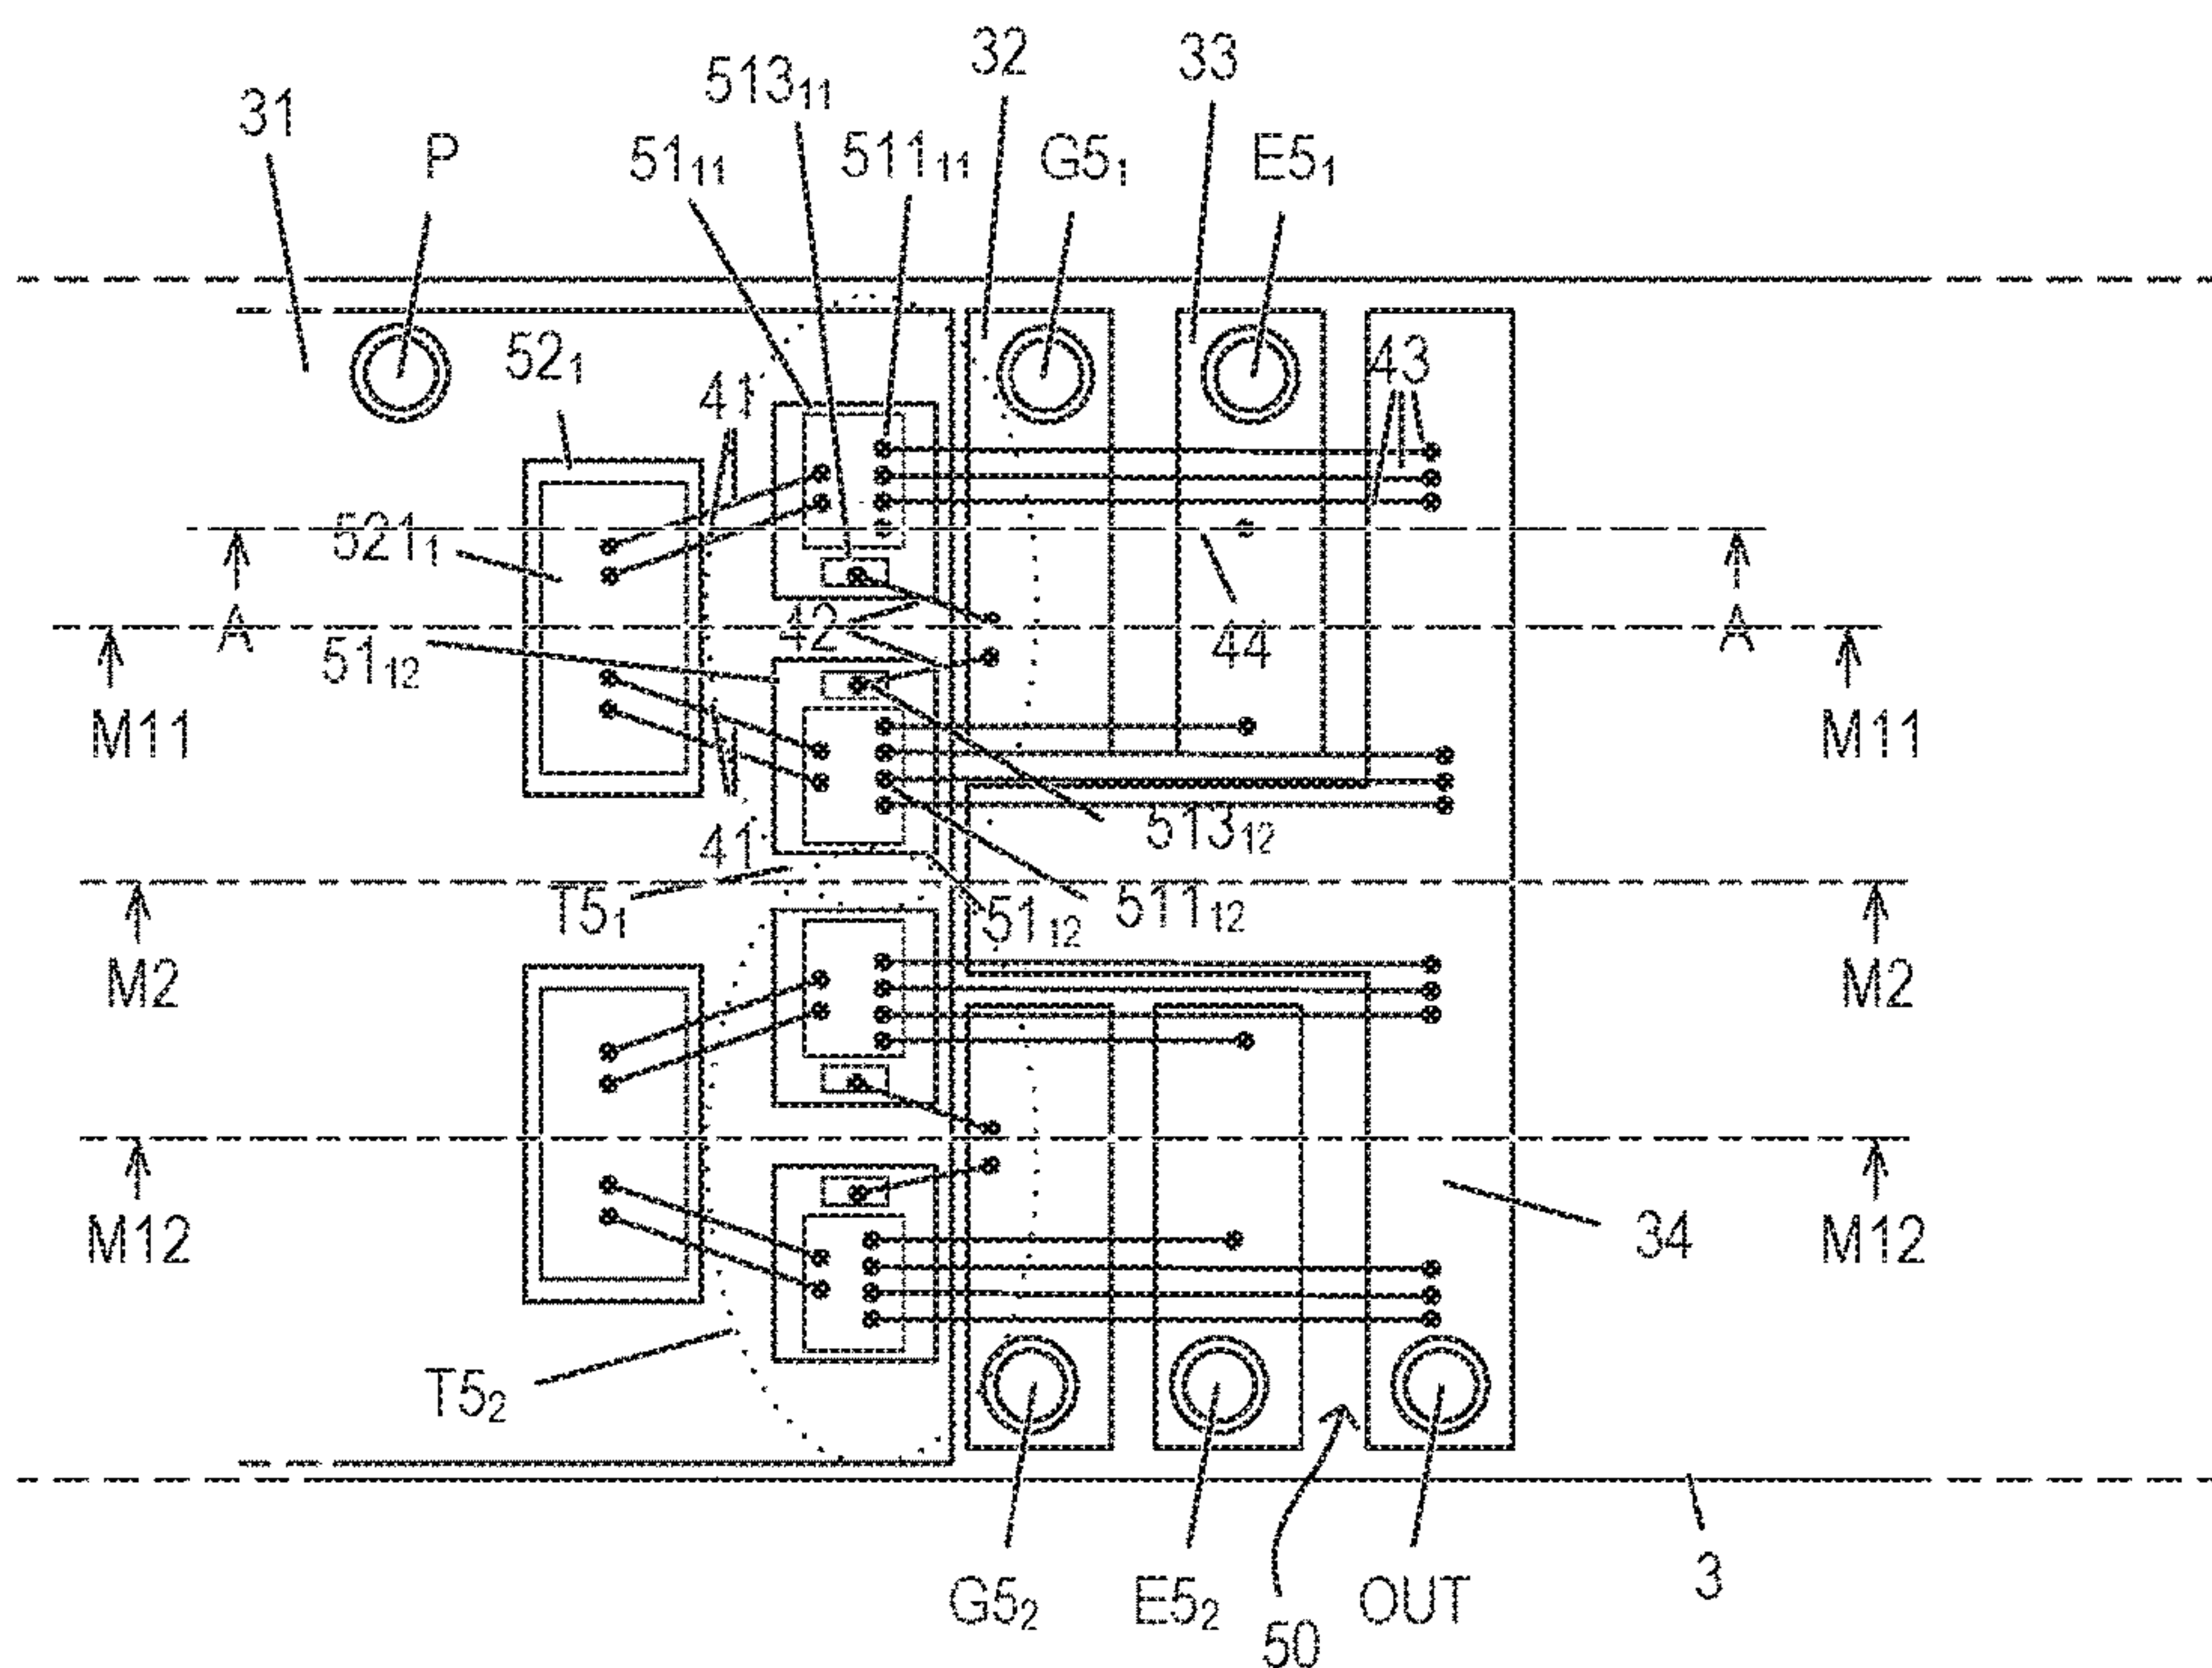 32 33
513₁₁
31 P 51₁₁ 511₁₁ G5₁ E5₁
52₁ 41 43
521₁
A 42 44 A
51₁₂
M11 M11
41 513₁₂
T5₁ 51₁₂ 511₁₂
M2 M2
M12 34 M12
T5₂
3
G5₂ E5₂ OUT
50